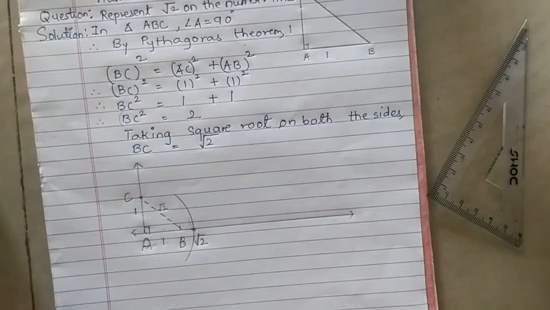 Question: Represent √2 on the number
Solution: In △ ABC, ∠A = 90°
∴ By Pythagoras theorem,
1
A 1 B
(BC)² = (AC)² + (AB)²
∴ (BC)² = (1)² + (1)²
∴ BC² = 1 + 1
∴ BC² = 2
Taking square root on both the sides,
BC = √2
C
1 √2
A 1 B √2
SHOC